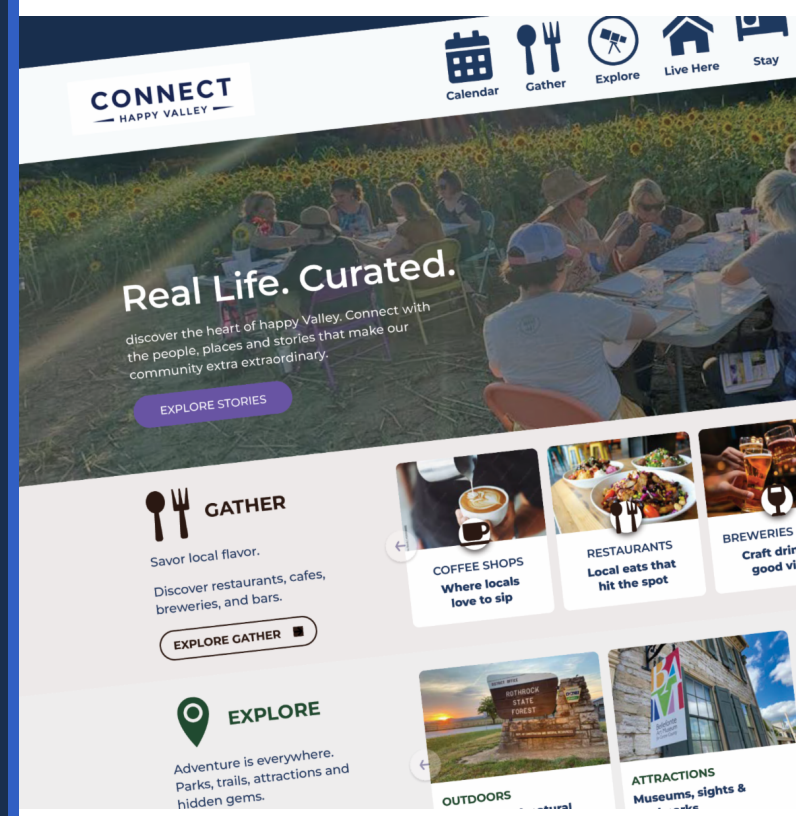 CONNECT
HAPPY VALLEY
Calendar
Gather
Explore
Live Here
Stay
Real Life. Curated.
discover the heart of happy Valley. Connect with
the people, places and stories that make our
community extra extraordinary.
EXPLORE STORIES
GATHER
Savor local flavor.
Discover restaurants, cafes,
breweries, and bars.
EXPLORE GATHER
COFFEE SHOPS
Where locals
love to sip
RESTAURANTS
Local eats that
hit the spot
BREWERIES
Craft
good
EXPLORE
Adventure is everywhere.
Parks, trails, attractions and
hidden gems.
ROTHROCK
STATE
FOREST
OUTDOORS
BAM
Bellefonte
ATTRACTIONS
Museums, sights &